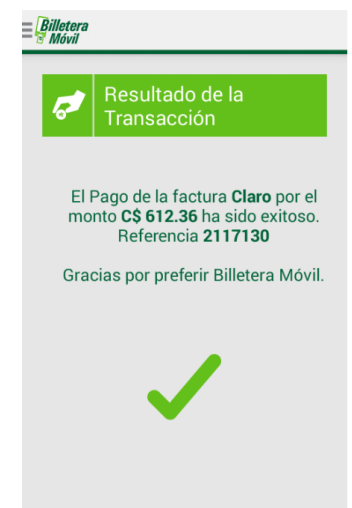 Billetera
Móvil
Resultado de la
Transacción
El Pago de la factura Claro por el
monto C$ 612.36 ha sido exitoso.
Referencia 2117130
Gracias por preferir Billetera Móvil.